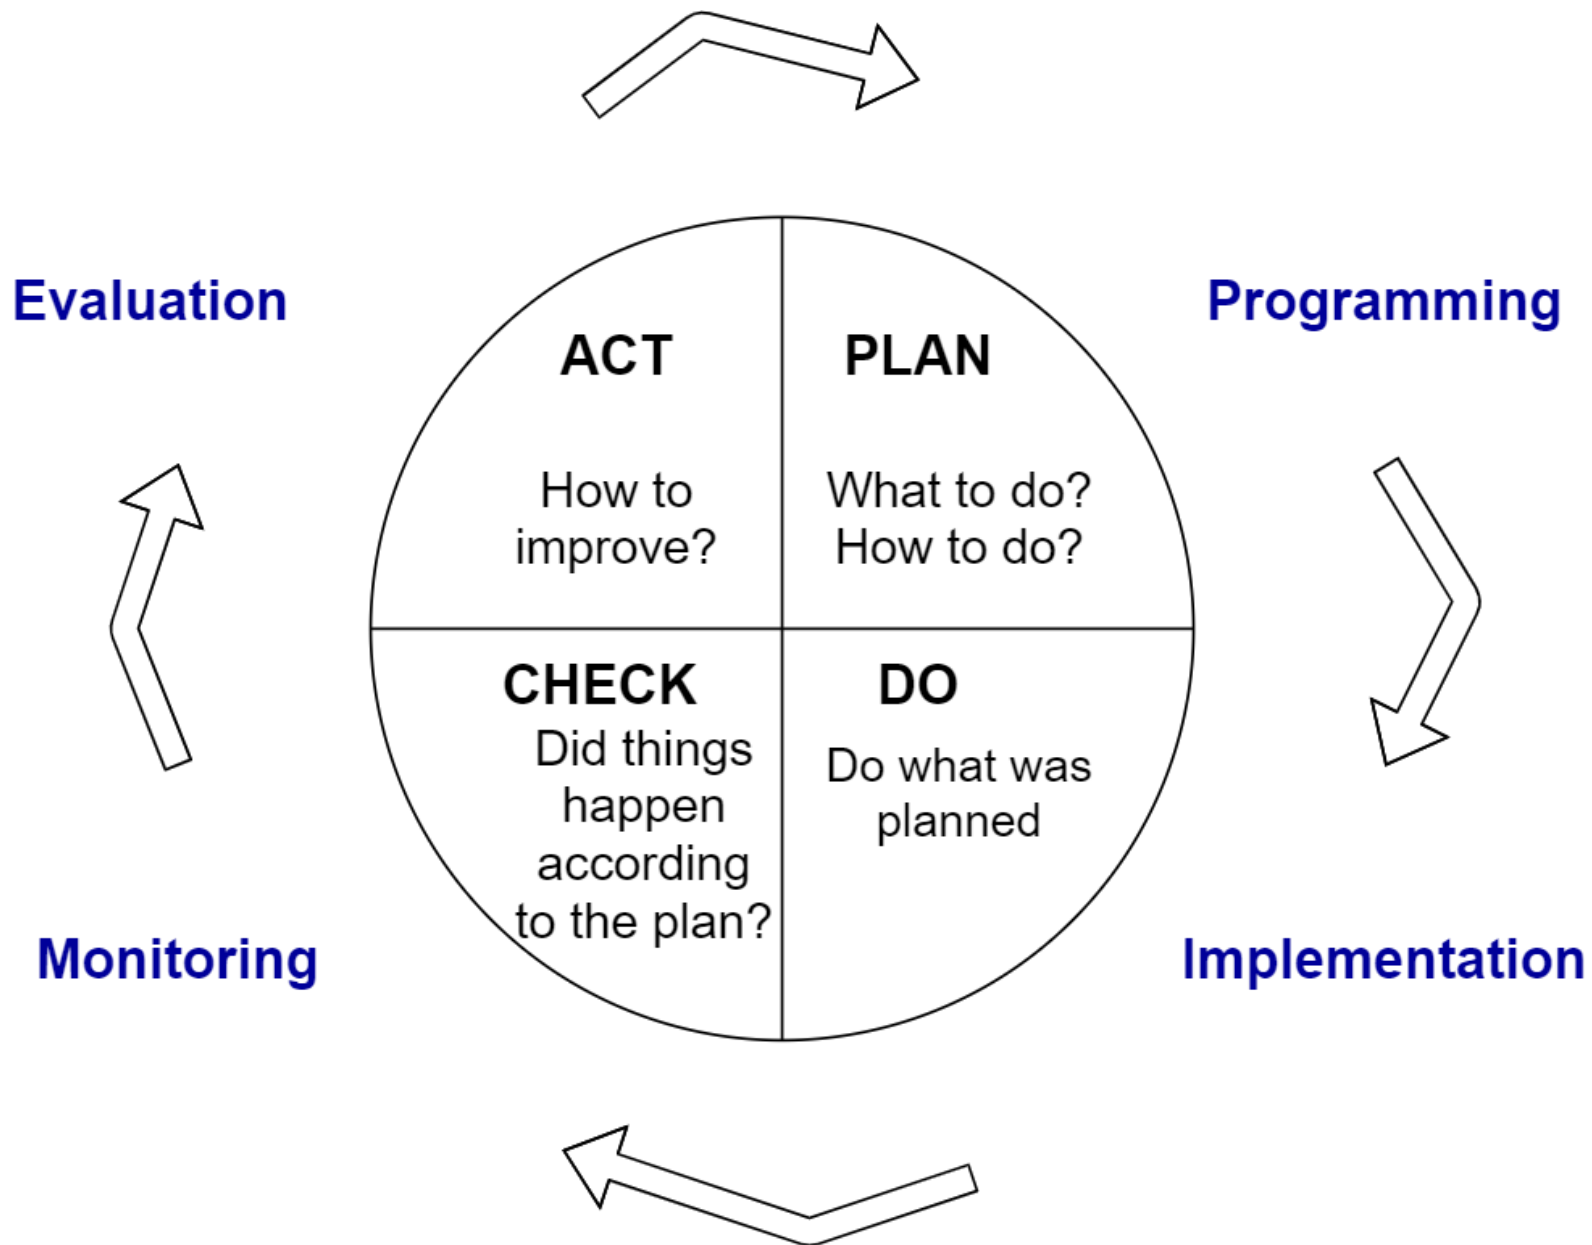 Evaluation
Programming
ACT
How to
improve?
PLAN
What to do?
How to do?
CHECK
Did things
happen
according
to the plan?
DO
Do what was
planned
Monitoring
Implementation